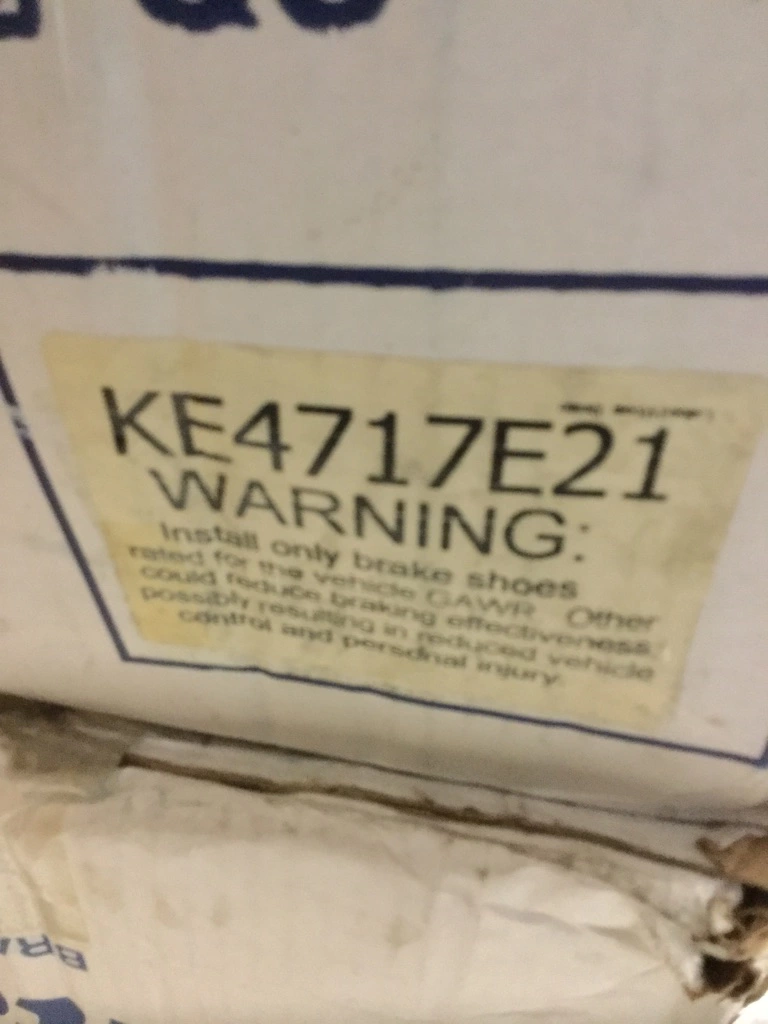 KE4717E21
WARNING:
Install only brake shoes
rated for the vehicle GAWR. Other
could reduce braking effectiveness.
possibly resulting in reduced vehicle
control and personal injury.
BRA